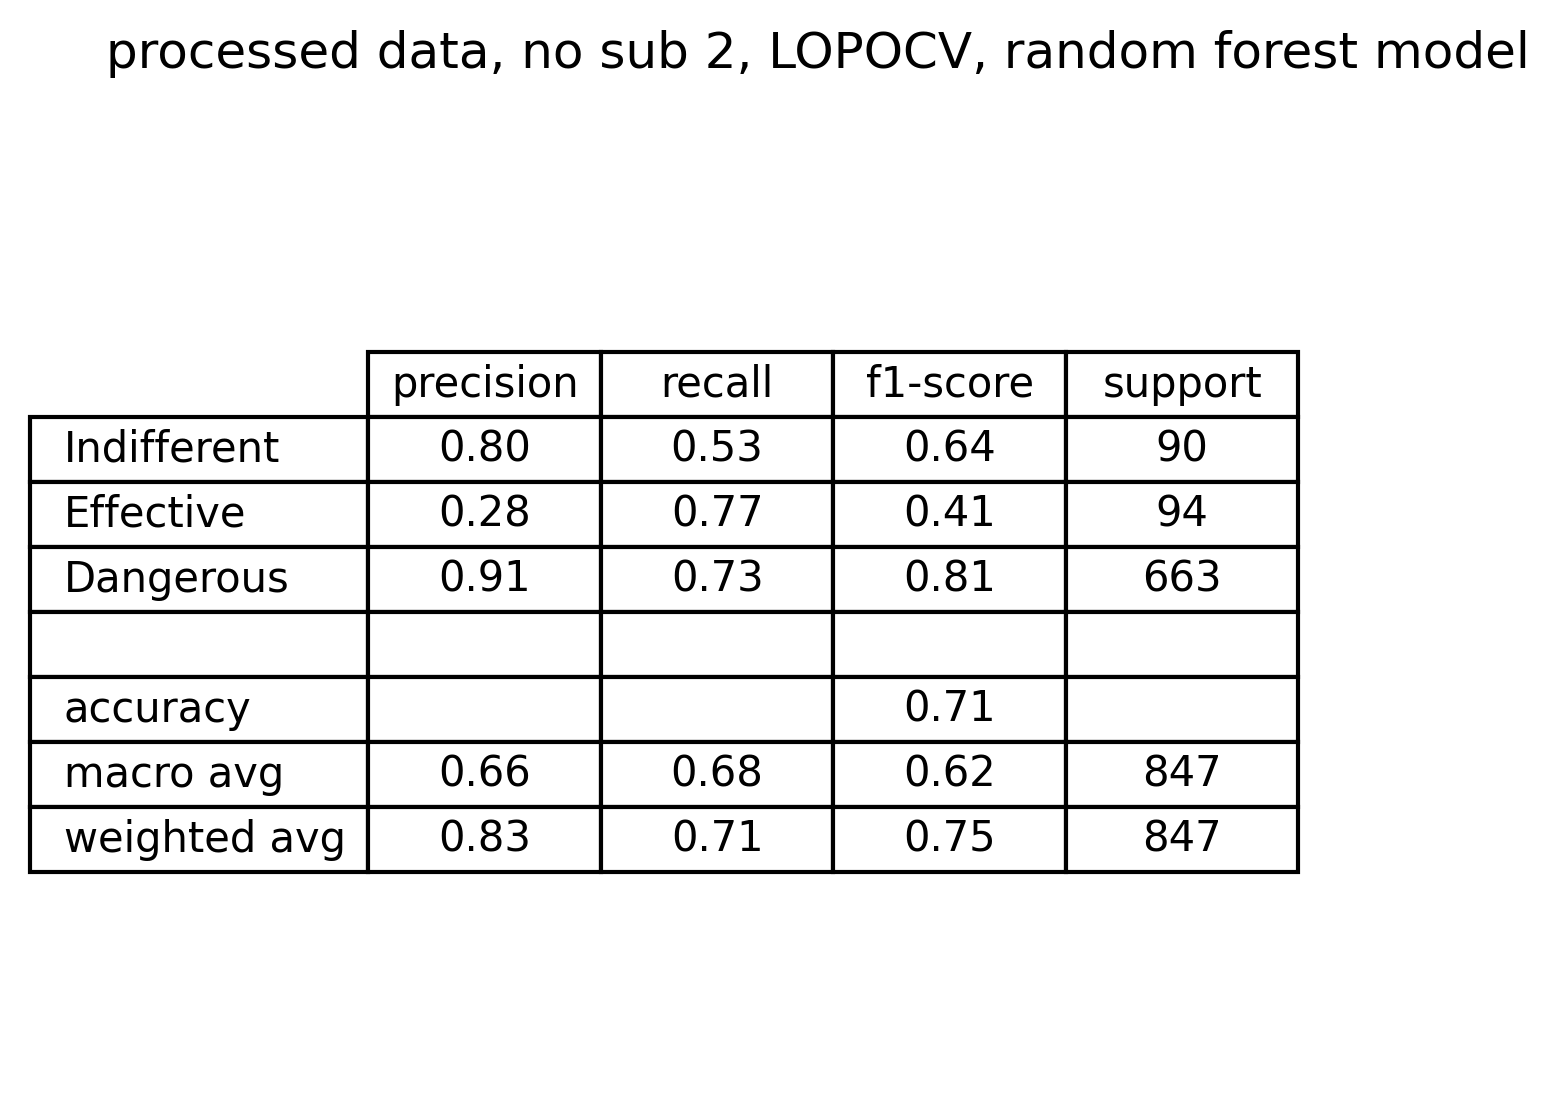 processed data, no sub 2, LOPOCV, random forest model
precision recall f1-score support
Indifferent 0.80 0.53 0.64 90
Effective 0.28 0.77 0.41 94
Dangerous 0.91 0.73 0.81 663
accuracy 0.71
macro avg 0.66 0.68 0.62 847
weighted avg 0.83 0.71 0.75 847